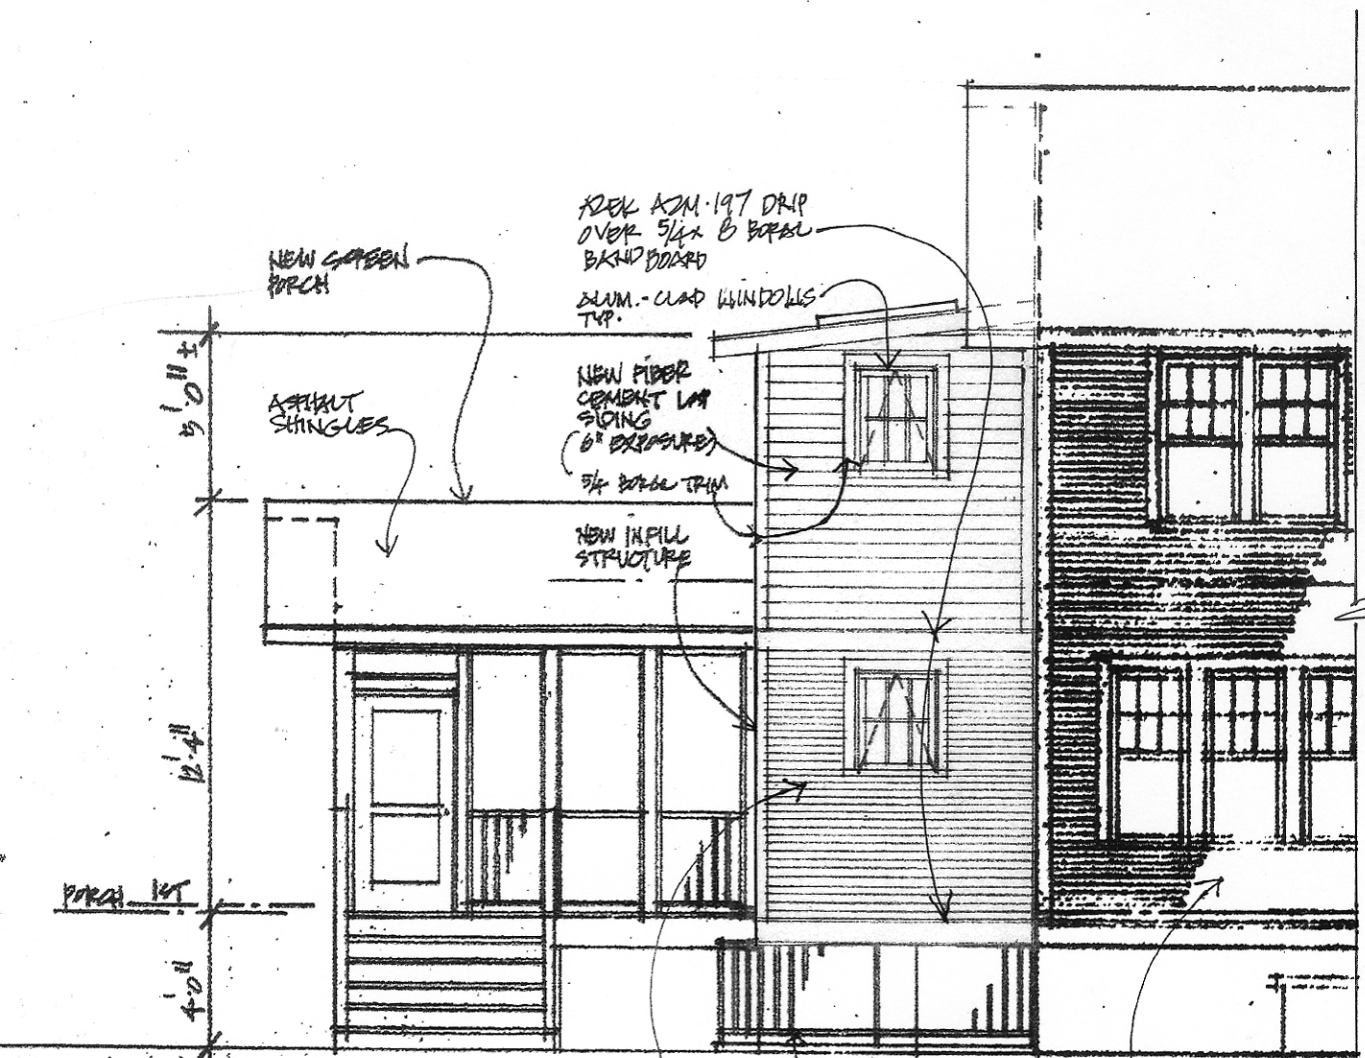 AZEK AZM-197 DRIP
OVER 5/4 x 8 BORAL
BAND BOARD
NEW SCREEN
PORCH
ALUM.-CLAD WINDOWS
TYP.
5'-0" ±
NEW FIBER
CEMENT LAP
SIDING
(6" EXPOSURE)
ASPHALT
SHINGLES
5/4 BORAL TRIM
NEW INFILL
STRUCTURE
12'-4"
PORCH 1ST
4'-0"